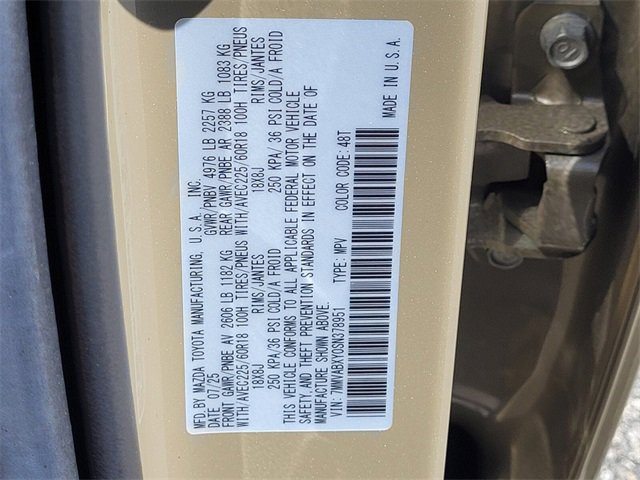 MFD. BY MAZDA TOYOTA MANUFACTURING, U.S.A. INC.
DATE 07/25 GVWR/PNBV 4976 LB 2257 KG
FRONT GAWR/PNBE AV 2606 LB 1182 KG REAR GAWR/PNBE AR 2388 LB 1083 KG
WITH/AVEC225/60R18 100H TIRES/PNEUS WITH/AVEC225/60R18 100H TIRES/PNEUS
18X8J RIMS/JANTES 18X8J RIMS/JANTES
250 KPA/36 PSI COLD/A FROID 250 KPA/36 PSI COLD/A FROID
THIS VEHICLE CONFORMS TO ALL APPLICABLE FEDERAL MOTOR VEHICLE
SAFETY, AND THEFT PREVENTION STANDARDS IN EFFECT ON THE DATE OF
MANUFACTURE SHOWN ABOVE.
VIN: 7MMVABXY0SN378951 TYPE: MPV COLOR CODE: 48T
MADE IN U.S.A.